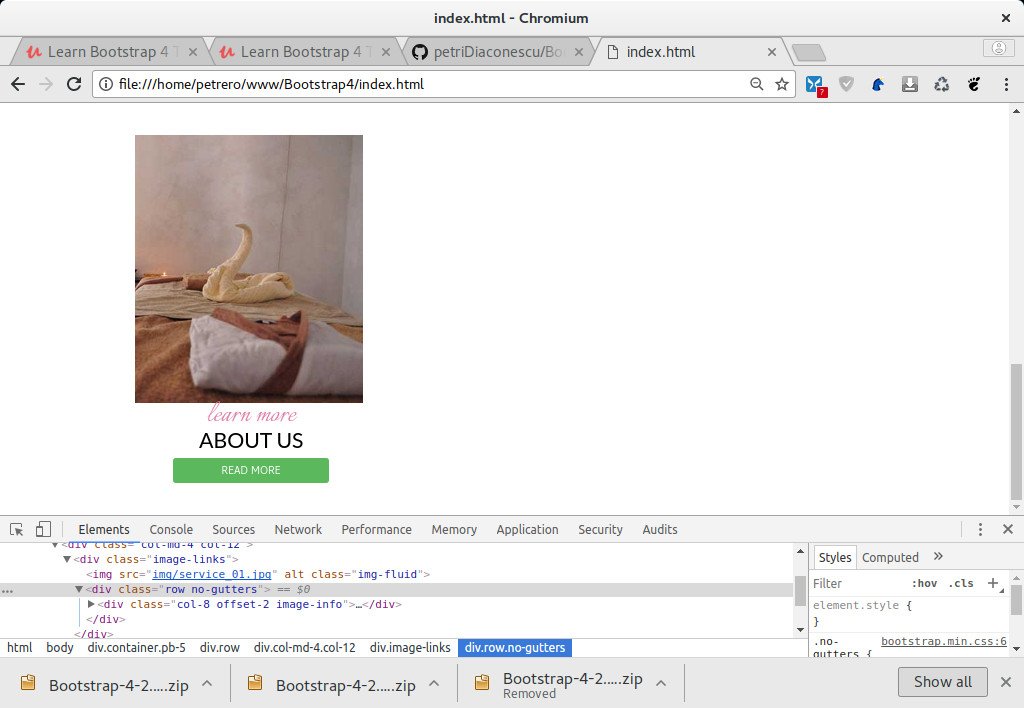 index.html - Chromium
Learn Bootstrap 4 T
Learn Bootstrap 4 T
petriDiaconescu/Bo
index.html
file:///home/petrero/www/Bootstrap4/index.html
?
learn more
ABOUT US
READ MORE
Elements Console Sources Network Performance Memory Application Security Audits
<div class="col-md-4 col-12">
▼<div class="image-links">
<img src="img/service_01.jpg" alt class="img-fluid">
... ▼<div class="row no-gutters"> == $0
▶<div class="col-8 offset-2 image-info">…</div>
</div>
</div>
html body div.container.pb-5 div.row div.col-md-4.col-12 div.image-links div.row.no-gutters
Styles Computed »
Filter :hov .cls +
element.style {
}
.no- bootstrap.min.css:6
gutters {
Bootstrap-4-2.....zip
Bootstrap-4-2.....zip
Bootstrap-4-2.....zip
Removed
Show all